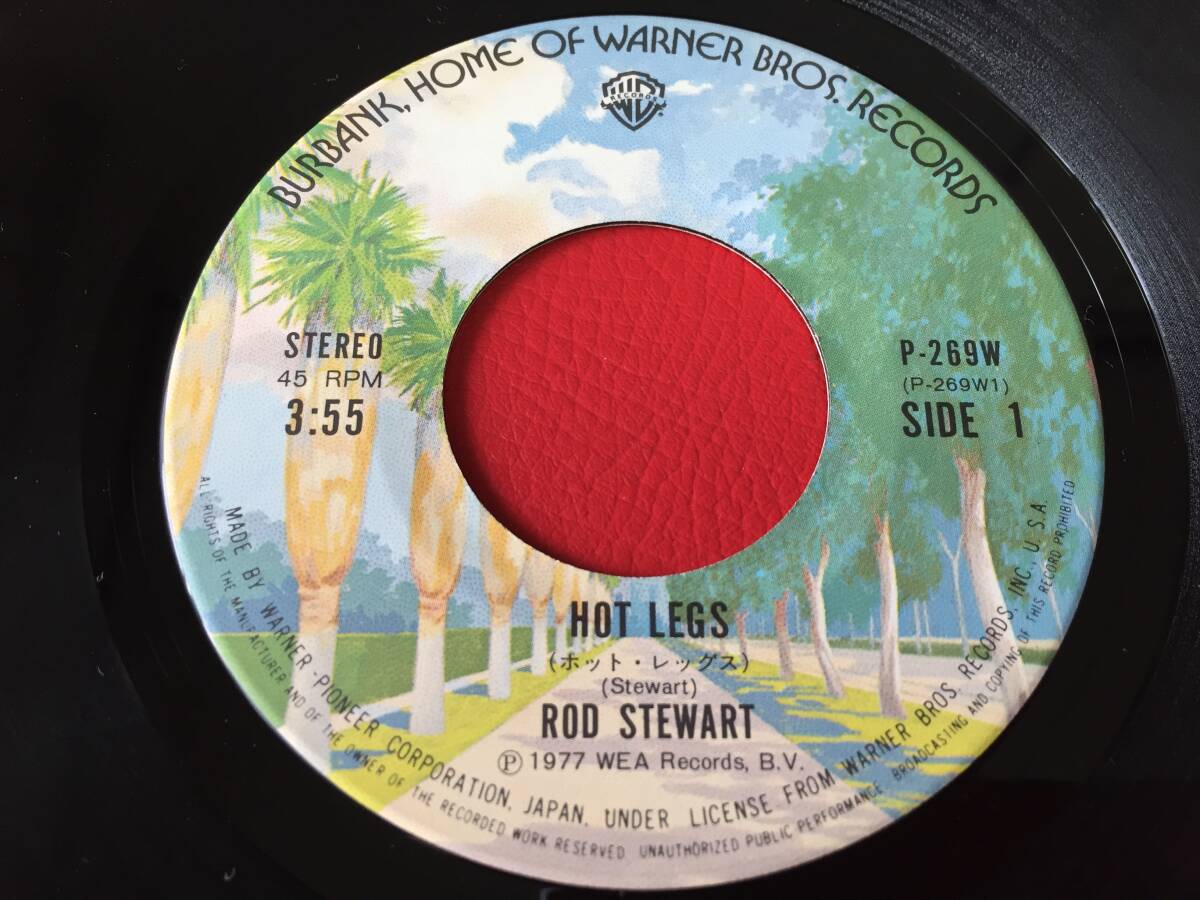 BURBANK, HOME OF WARNER BROS. RECORDS
WB
RECORDS
STEREO
45 RPM
3:55
P-269W
(P-269W1)
SIDE 1
HOT LEGS
(ホット・レッグス)
(Stewart)
ROD STEWART
Ⓟ 1977 WEA Records, B.V.
MADE BY WARNER-PIONEER CORPORATION, JAPAN, UNDER LICENSE FROM WARNER BROS. RECORDS, INC., U.S.A.
ALL RIGHTS OF THE MANUFACTURER AND OF THE OWNER OF THE RECORDED WORK RESERVED. UNAUTHORIZED PUBLIC PERFORMANCE BROADCASTING AND COPYING OF THIS RECORD PROHIBITED